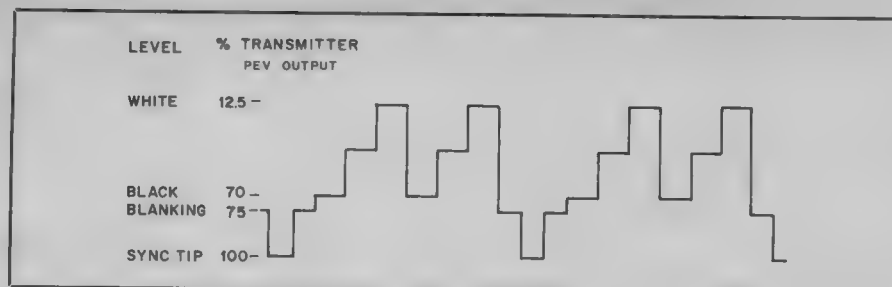 LEVEL % TRANSMITTER
PEV OUTPUT
WHITE 12.5
BLACK 70
BLANKING 75
SYNC TIP 100